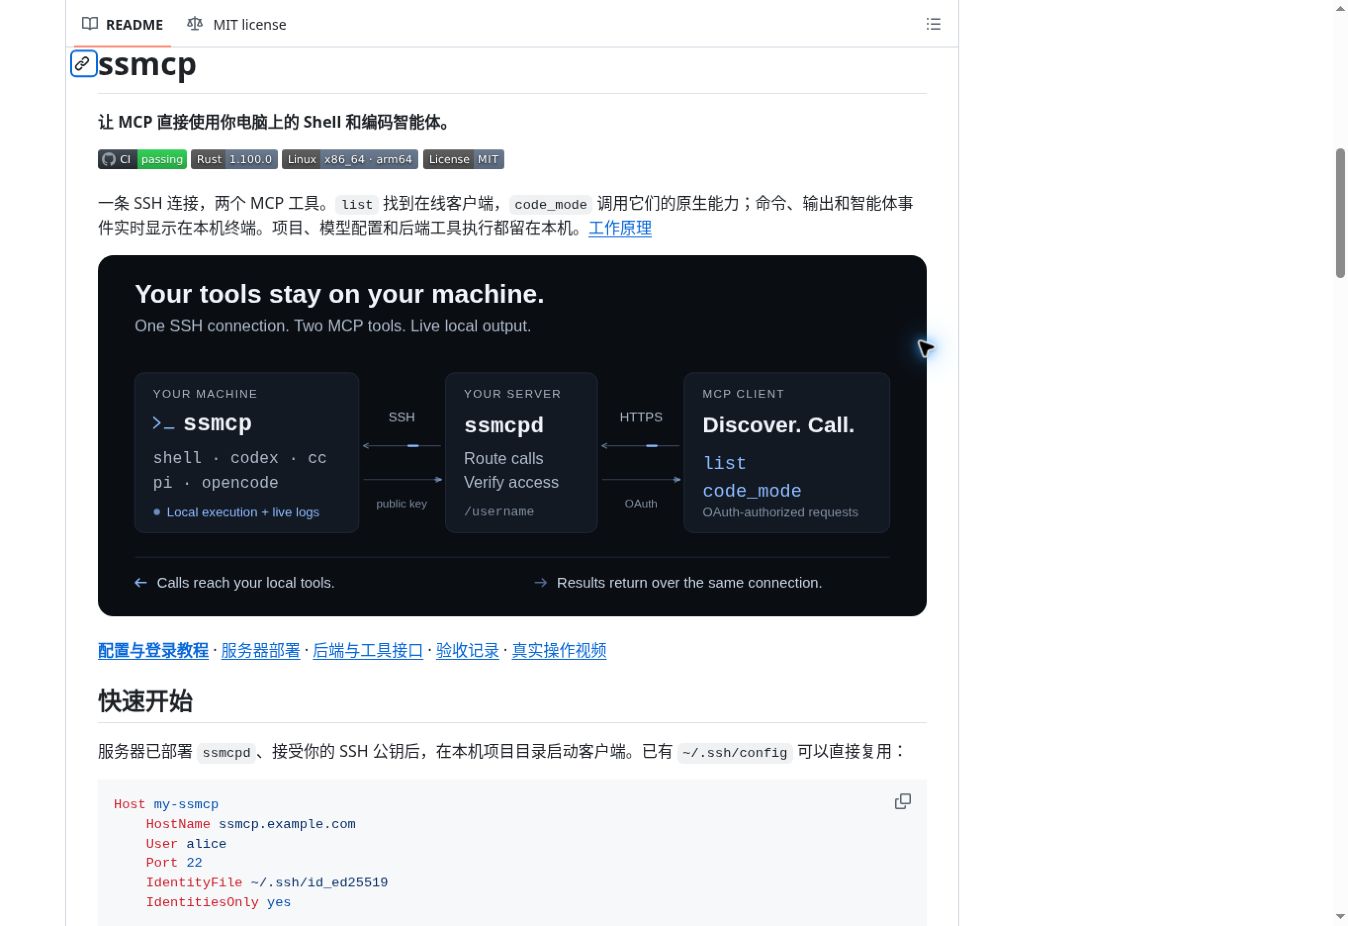 README MIT license
ssmcp
让 MCP 直接使用你电脑上的 Shell 和编码智能体。
CI passing Rust 1.100.0 Linux x86_64 · arm64 License MIT
一条 SSH 连接，两个 MCP 工具。list 找到在线客户端，code_mode 调用它们的原生能力；命令、输出和智能体事
件实时显示在本机终端。项目、模型配置和后端工具执行都留在本机。工作原理
Your tools stay on your machine.
One SSH connection. Two MCP tools. Live local output.
YOUR MACHINE
>_ ssmcp
shell · codex · cc
pi · opencode
Local execution + live logs
SSH
public key
YOUR SERVER
ssmcpd
Route calls
Verify access
/username
HTTPS
OAuth
MCP CLIENT
Discover. Call.
list
code_mode
OAuth-authorized requests
← Calls reach your local tools.
→ Results return over the same connection.
配置与登录教程 · 服务器部署 · 后端与工具接口 · 验收记录 · 真实操作视频
快速开始
服务器已部署 ssmcpd、接受你的 SSH 公钥后，在本机项目目录启动客户端。已有 ~/.ssh/config 可以直接复用：
Host my-ssmcp
HostName ssmcp.example.com
User alice
Port 22
IdentityFile ~/.ssh/id_ed25519
IdentitiesOnly yes